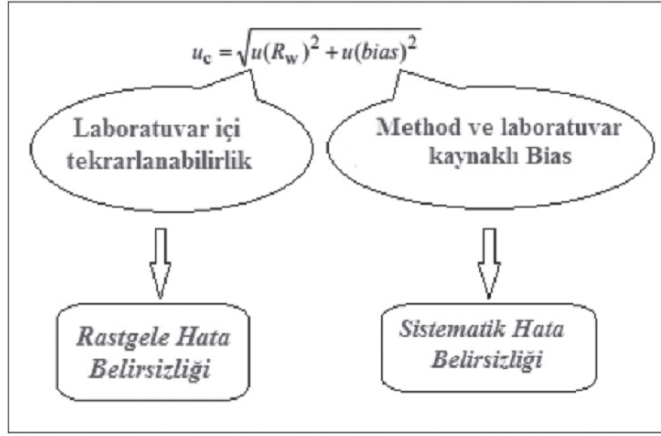 u_c = √u(R_w)² + u(bias)²
Laboratuvar içi
tekrarlanabilirlik
Method ve laboratuvar
kaynaklı Bias
Rastgele Hata
Belirsizliği
Sistematik Hata
Belirsizliği